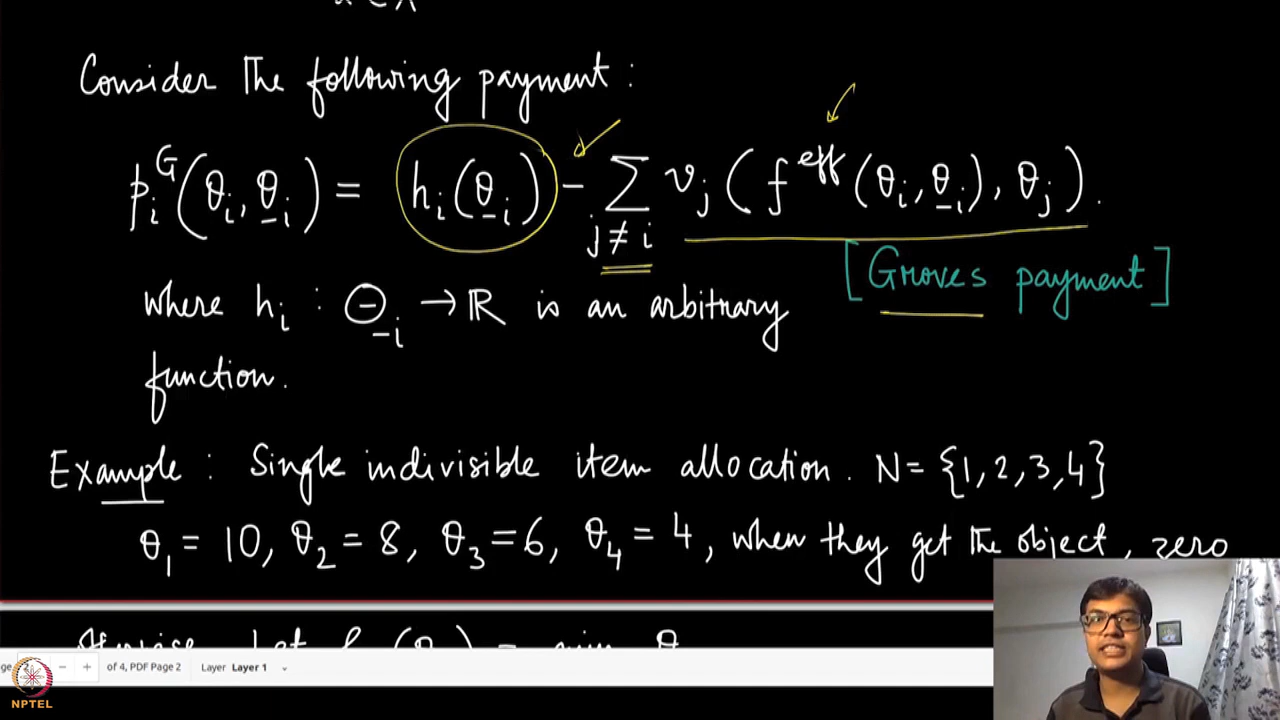 Consider the following payment :
p_i^G(θ_i, θ_{-i}) = h_i(θ_{-i}) - ∑_{j≠i} v_j(f^{eff}(θ_i, θ_{-i}), θ_j).
[Groves payment]
where h_i : Θ_{-i} → ℝ is an arbitrary
function.
Example : Single indivisible item allocation. N = {1,2,3,4}
θ_1 = 10, θ_2 = 8, θ_3 = 6, θ_4 = 4, when they get the object, zero
of 4, PDF Page 2 Layer Layer 1
NPTEL